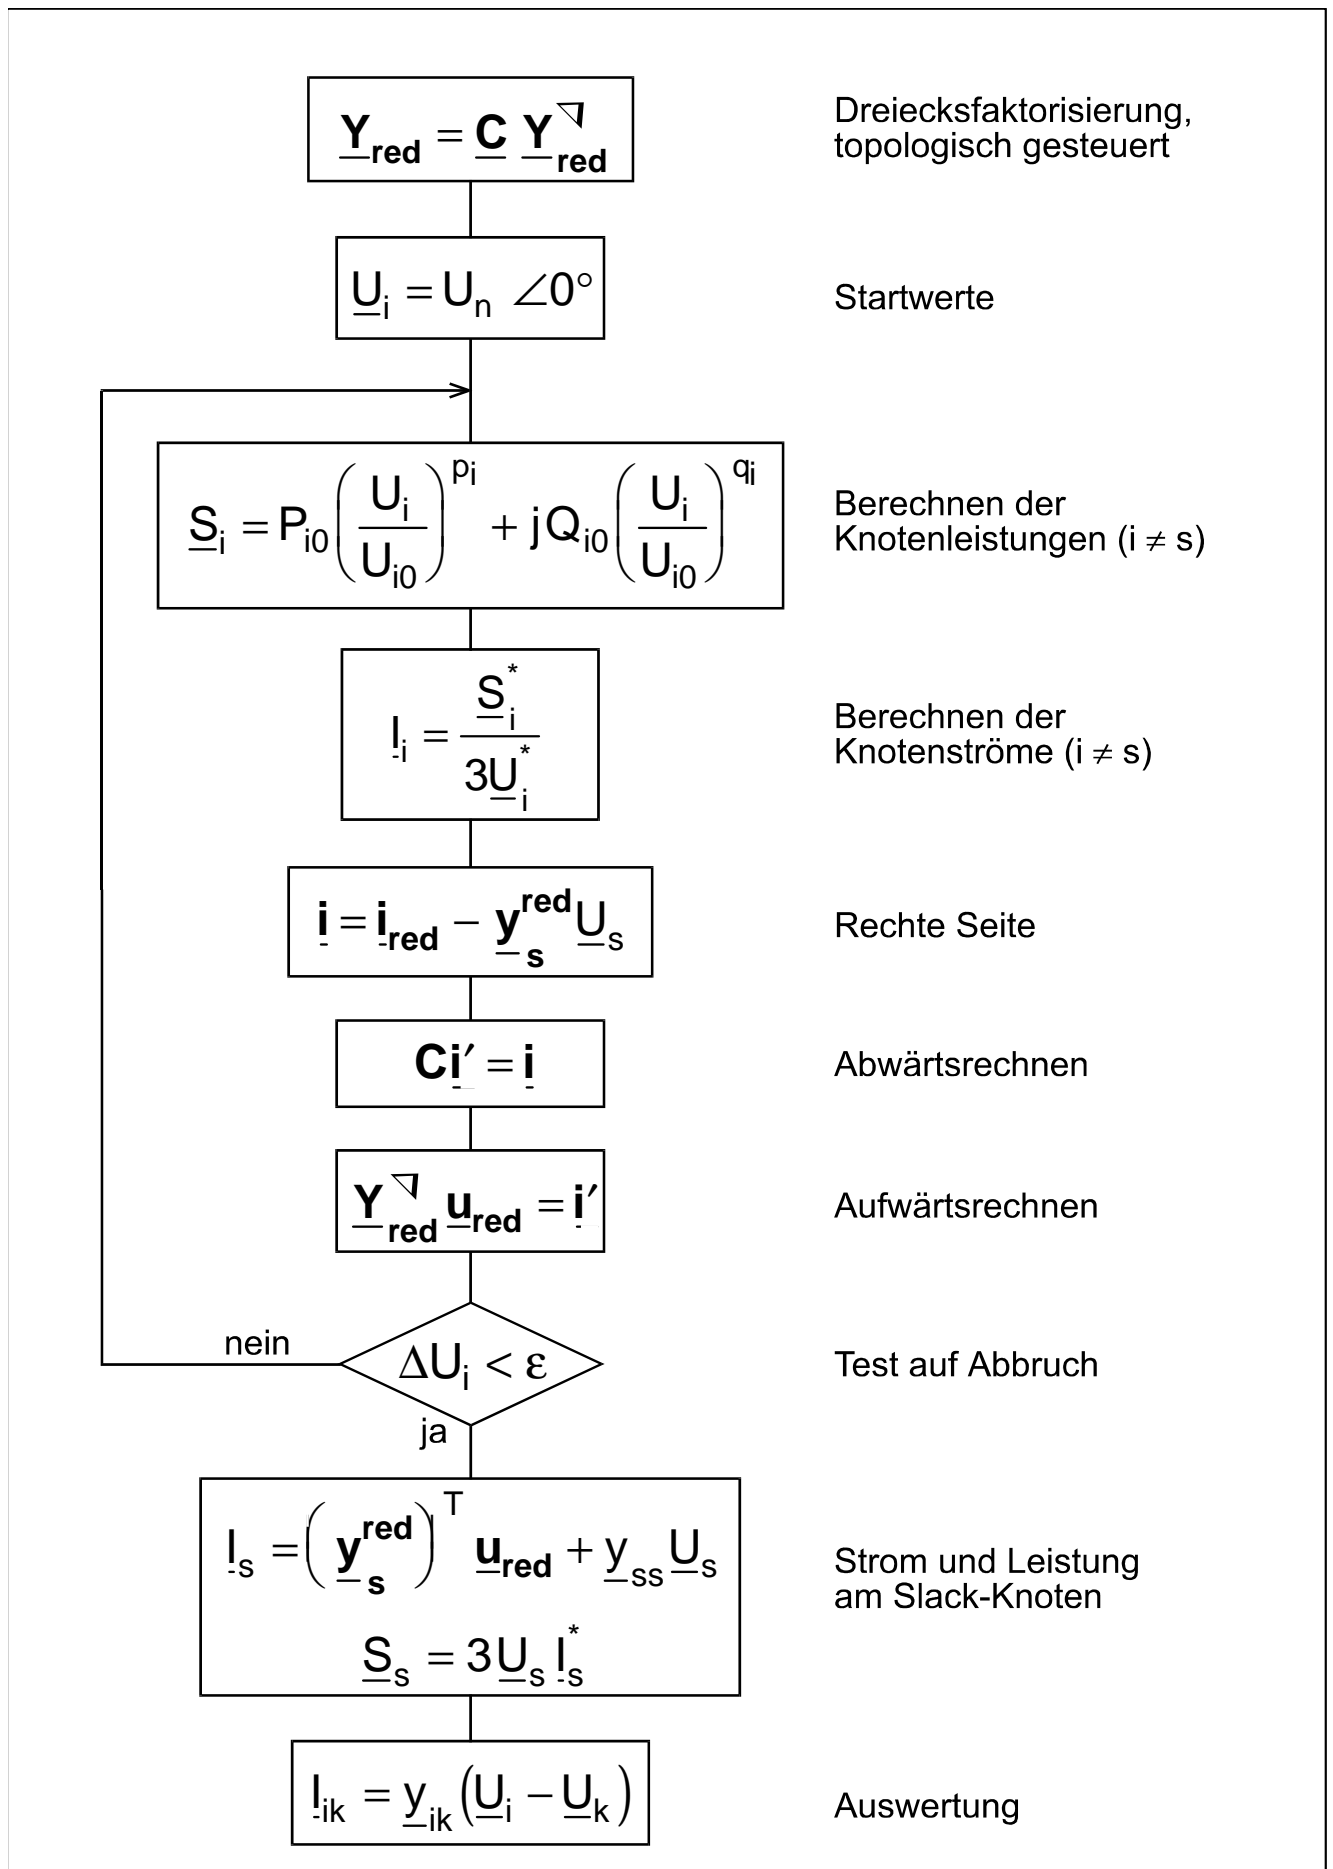 Y_red = C Y_red^∇
Dreiecksfaktorisierung,
topologisch gesteuert
U_i = U_n ∠0°
Startwerte
S_i = P_i0 (U_i / U_i0)^p_i + jQ_i0 (U_i / U_i0)^q_i
Berechnen der
Knotenleistungen (i ≠ s)
I_i = S_i^* / 3U_i^*
Berechnen der
Knotenströme (i ≠ s)
i = i_red − y_s^red U_s
Rechte Seite
Ci′ = i
Abwärtsrechnen
Y_red^∇ u_red = i′
Aufwärtsrechnen
nein
ΔU_i < ε
Test auf Abbruch
ja
I_s = (y_s^red)^T u_red + y_ss U_s
S_s = 3U_s I_s^*
Strom und Leistung
am Slack-Knoten
I_ik = y_ik (U_i − U_k)
Auswertung